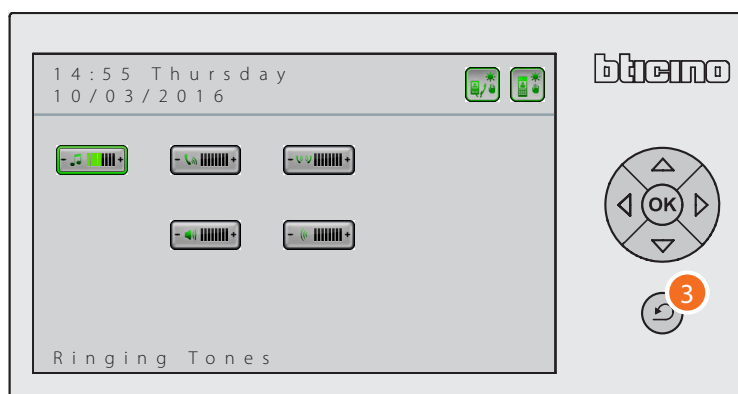 14:55 Thursday
10/03/2016
bticino
- +
- +
- +
- +
- +
OK
3
Ringing Tones